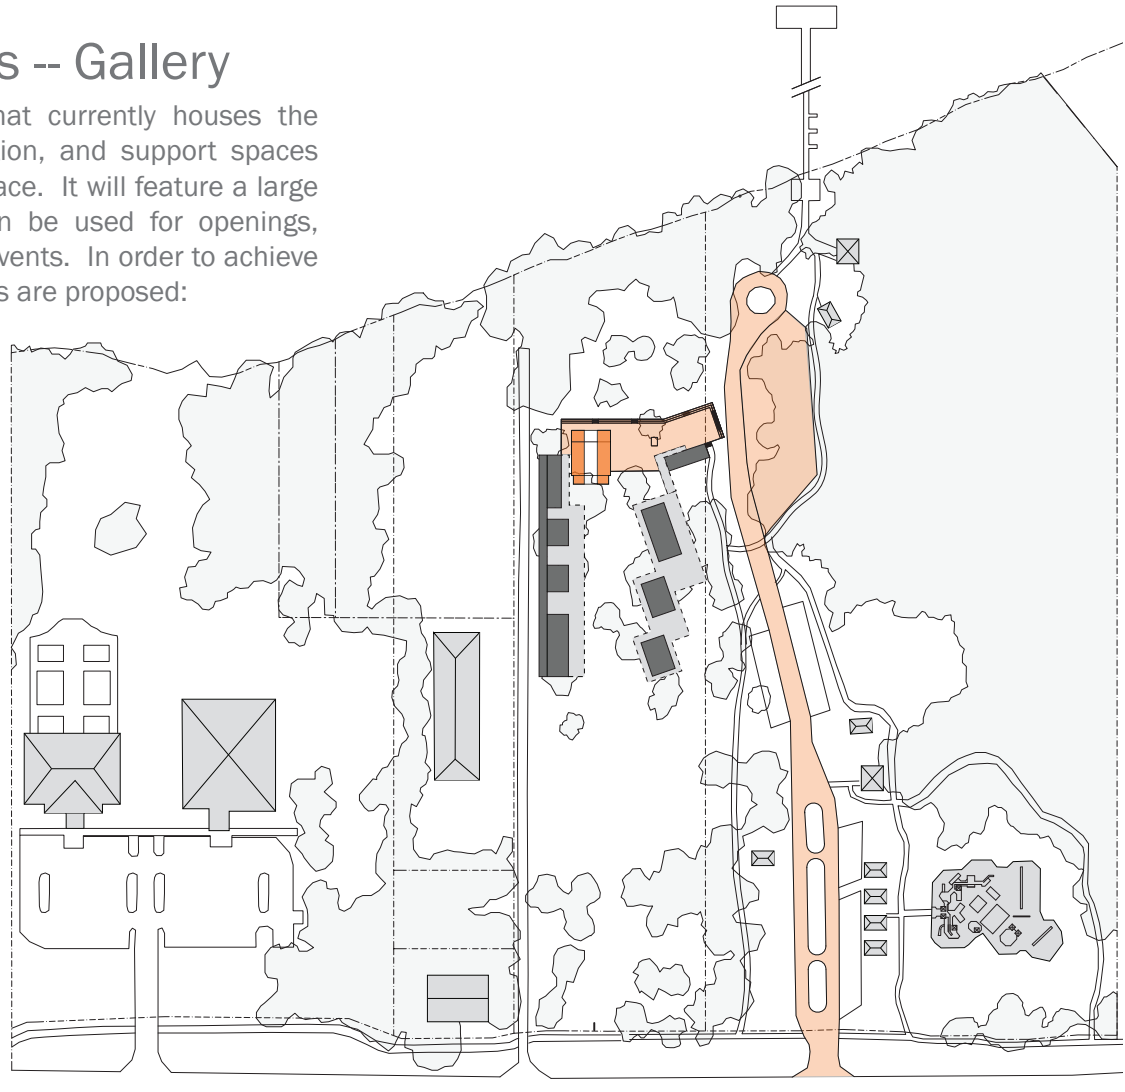 s -- Gallery
hat currently houses the
ion, and support spaces
ace. It will feature a large
n be used for openings,
vents. In order to achieve
s are proposed: